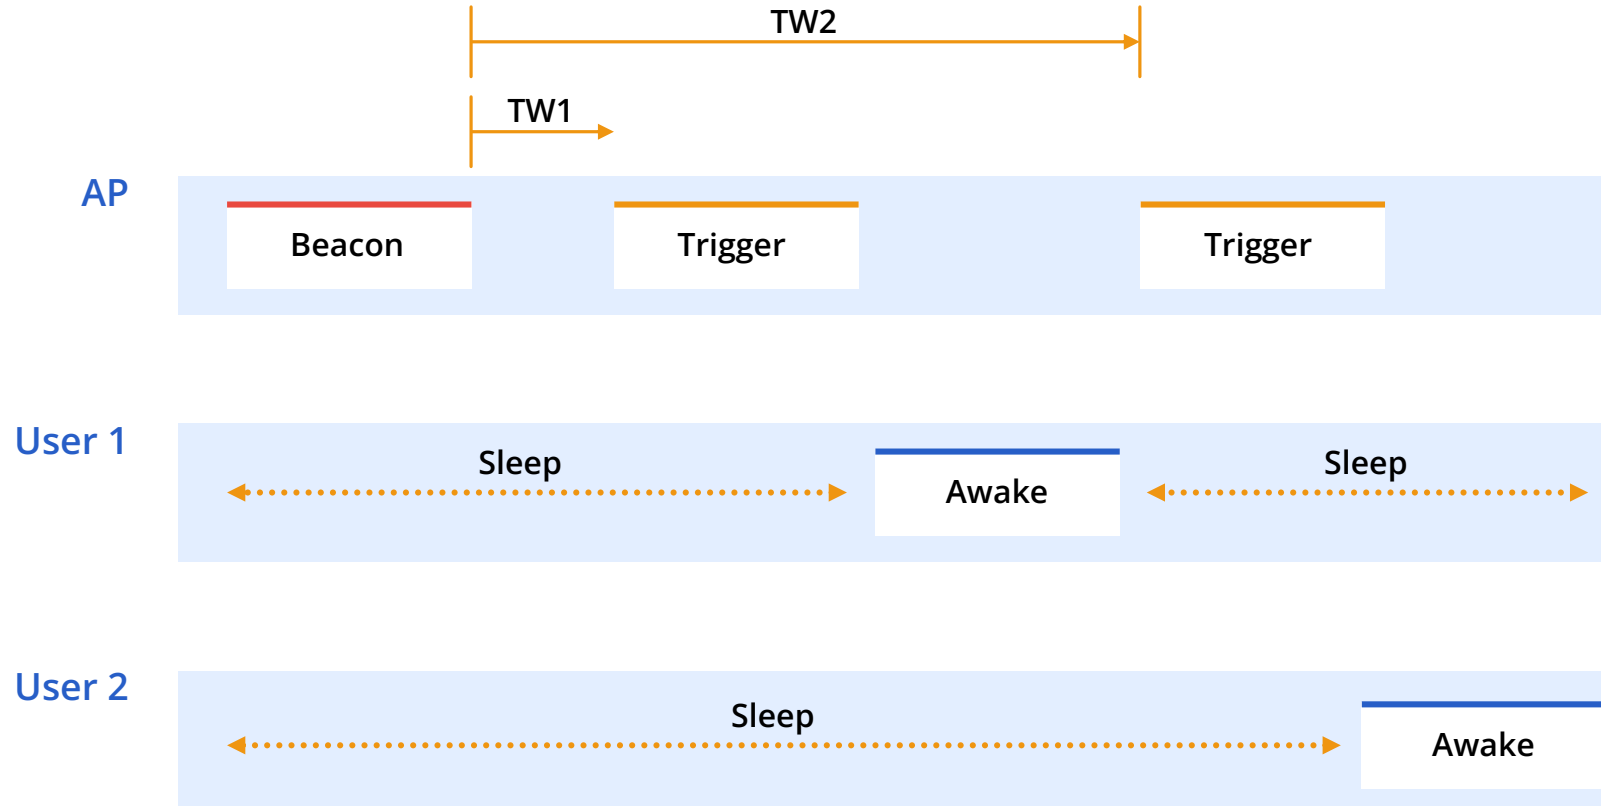 TW2
TW1
AP
Beacon
Trigger
Trigger
User 1
Sleep
Awake
Sleep
User 2
Sleep
Awake